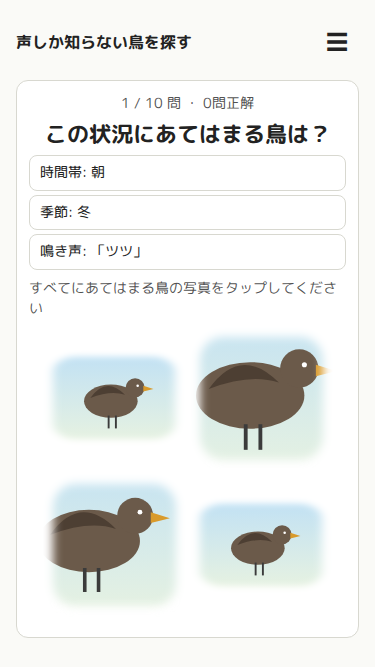 声しか知らない鳥を探す
1 / 10 問 · 0問正解
この状況にあてはまる鳥は？
時間帯: 朝
季節: 冬
鳴き声: 「ツツ」
すべてにあてはまる鳥の写真をタップしてくださ
い